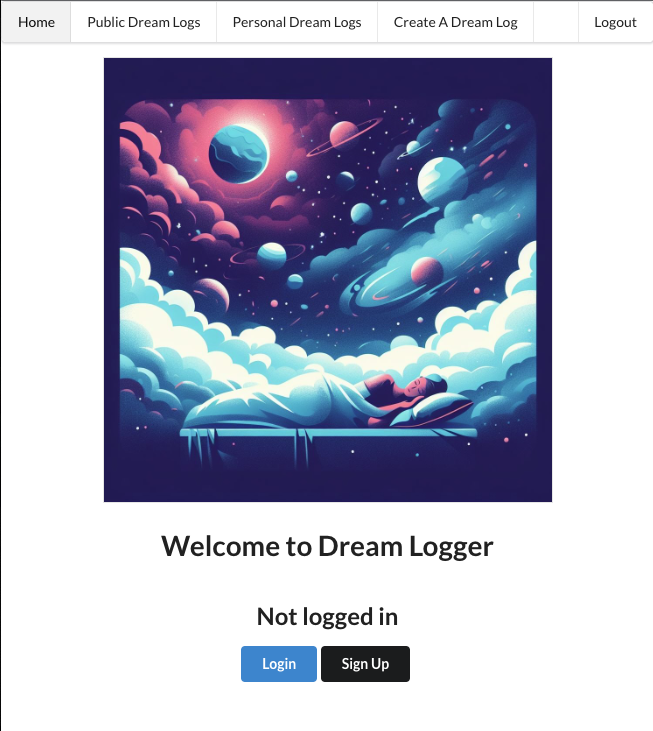 Home Public Dream Logs Personal Dream Logs Create A Dream Log Logout
Welcome to Dream Logger
Not logged in
Login Sign Up